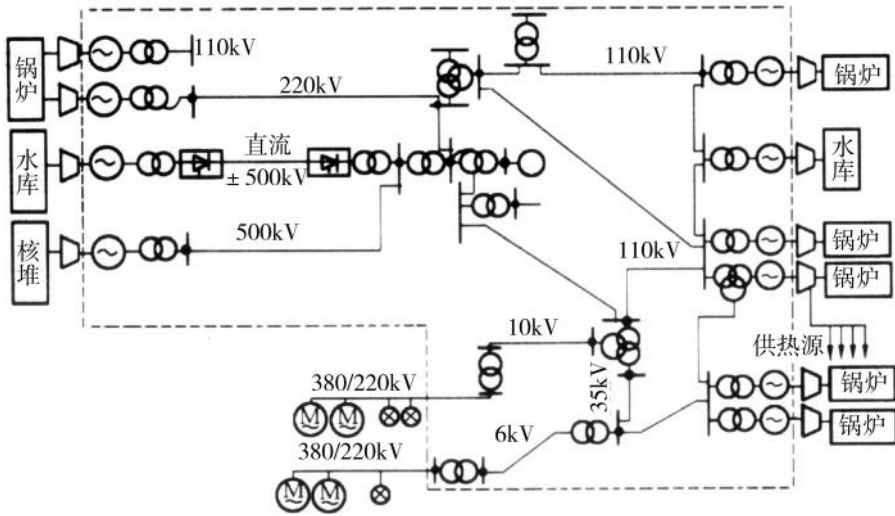 锅炉
110kV
220kV
110kV
锅炉
水库
直流
± 500kV
水库
核堆
500kV
110kV
锅炉
锅炉
供热源
10kV
35kV
380/220kV
M
M
6kV
锅炉
锅炉
380/220kV
M
M